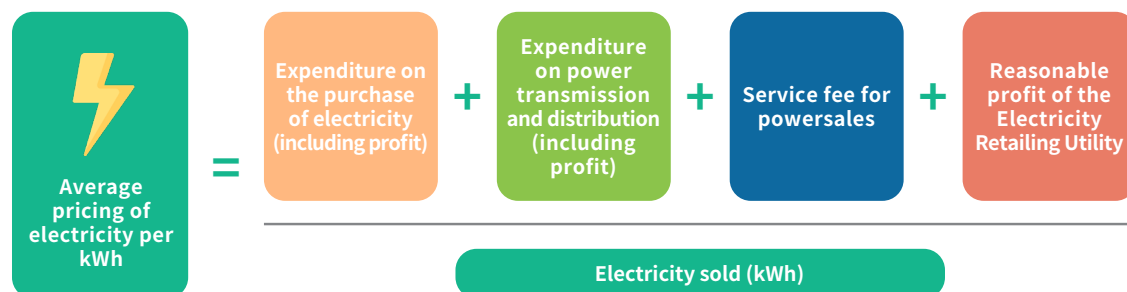 Average
pricing of
electricity per
kWh
=
Expenditure on
the purchase
of electricity
(including profit)
+
Expenditure
on power
transmission
and distribution
(including
profit)
+
Service fee for
powersales
+
Reasonable
profit of the
Electricity
Retailing Utility
Electricity sold (kWh)